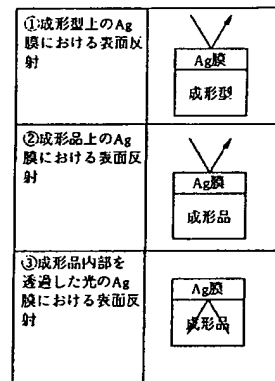 ①成形型上のAg
膜における表面反
射
Ag膜
成形型
②成形品上のAg
膜における表面反
射
Ag膜
成形品
③成形品内部を
透過した光のAg
膜における表面反
射
Ag膜
成形品